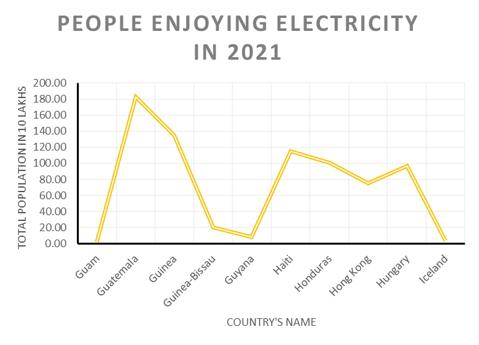 PEOPLE ENJOYING ELECTRICITY
IN 2021
TOTAL POPULATION IN 10 LAKHS
200.00
180.00
160.00
140.00
120.00
100.00
80.00
60.00
40.00
20.00
0.00
Guam
Guatemala
Guinea
Guinea-Bissau
Guyana
Haiti
Honduras
Hong Kong
Hungary
Iceland
COUNTRY'S NAME